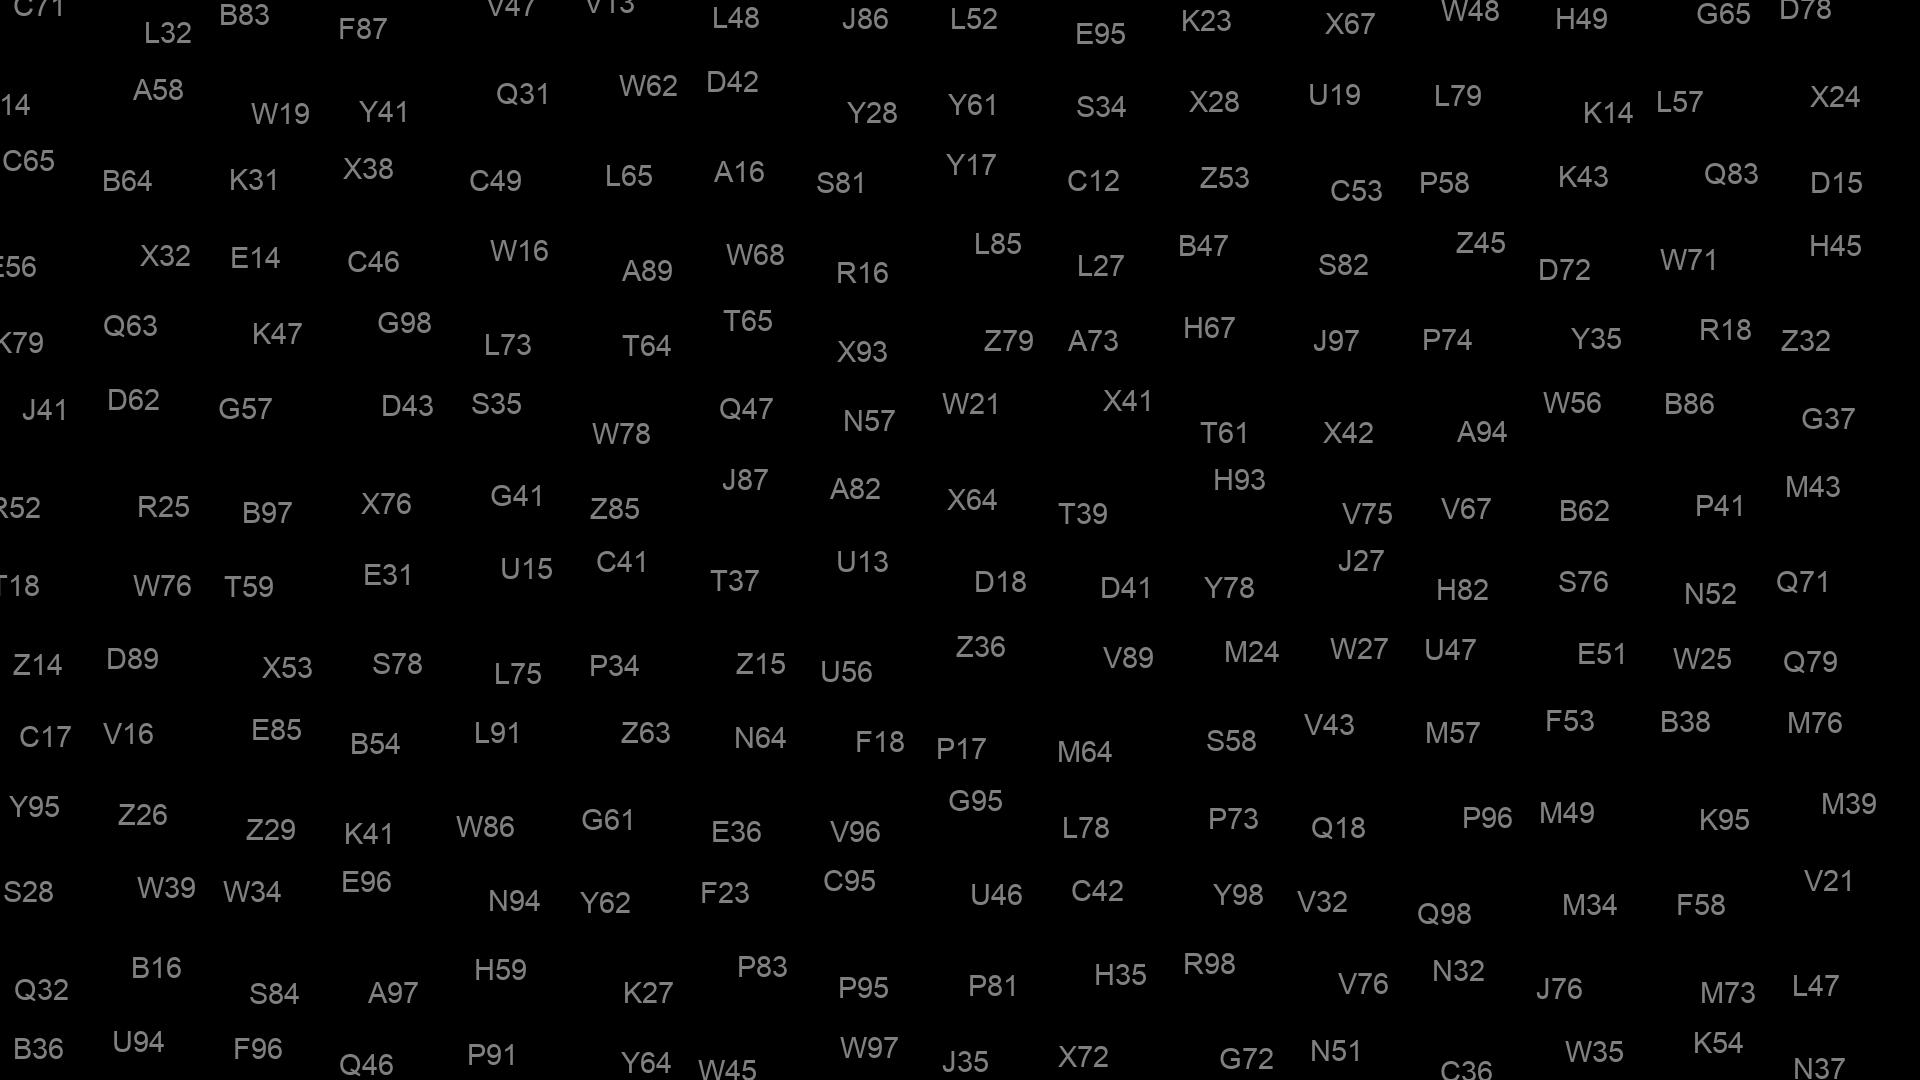 C71 L32 B83 F87 V47 V13 L48 J86 L52 E95 K23 X67 W48 H49 G65 D78
14 A58 W19 Y41 Q31 W62 D42 Y28 Y61 S34 X28 U19 L79 K14 L57 X24
C65 B64 K31 X38 C49 L65 A16 S81 Y17 C12 Z53 C53 P58 K43 Q83 D15
E56 X32 E14 C46 W16 A89 W68 R16 L85 L27 B47 S82 Z45 D72 W71 H45
K79 Q63 K47 G98 L73 T64 T65 X93 Z79 A73 H67 J97 P74 Y35 R18 Z32
J41 D62 G57 D43 S35 W78 Q47 N57 W21 X41 T61 X42 A94 W56 B86 G37
R52 R25 B97 X76 G41 Z85 J87 A82 X64 T39 H93 V75 V67 B62 P41 M43
T18 W76 T59 E31 U15 C41 T37 U13 D18 D41 Y78 J27 H82 S76 N52 Q71
Z14 D89 X53 S78 L75 P34 Z15 U56 Z36 V89 M24 W27 U47 E51 W25 Q79
C17 V16 E85 B54 L91 Z63 N64 F18 P17 M64 S58 V43 M57 F53 B38 M76
Y95 Z26 Z29 K41 W86 G61 E36 V96 G95 L78 P73 Q18 P96 M49 K95 M39
S28 W39 W34 E96 N94 Y62 F23 C95 U46 C42 Y98 V32 Q98 M34 F58 V21
Q32 B16 S84 A97 H59 K27 P83 P95 P81 H35 R98 V76 N32 J76 M73 L47
B36 U94 F96 Q46 P91 Y64 W45 W97 J35 X72 G72 N51 C36 W35 K54 N37